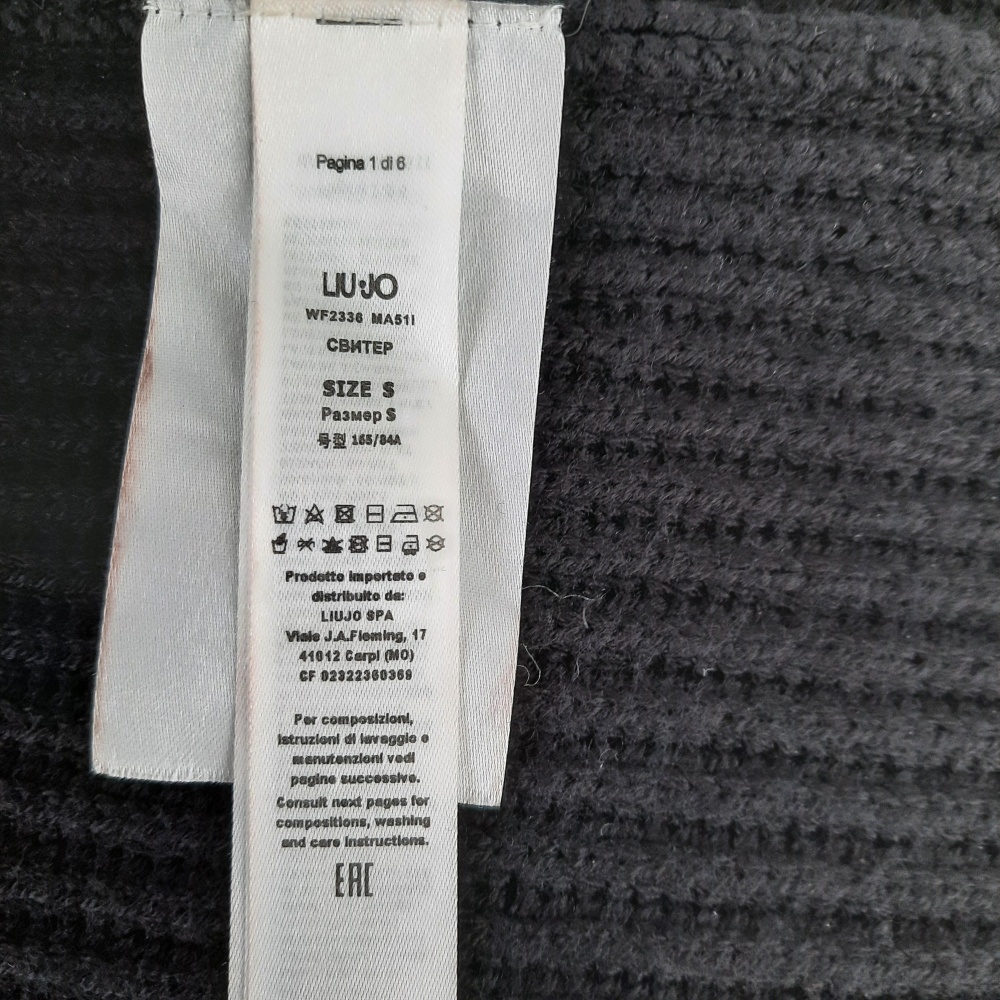 Pagina 1 di 6
LIU·JO
WF2336 MA51I
СВИТЕР
SIZE S
Размер S
号型 165/84A
Prodotto importato e
distribuito da:
LIUJO SPA
Viale J.A.Fleming, 17
41012 Carpi (MO)
CF 02322360369
Per composizioni,
istruzioni di lavaggio e
manutenzioni vedi
pagine successive.
Consult next pages for
compositions, washing
and care instructions.
EAC